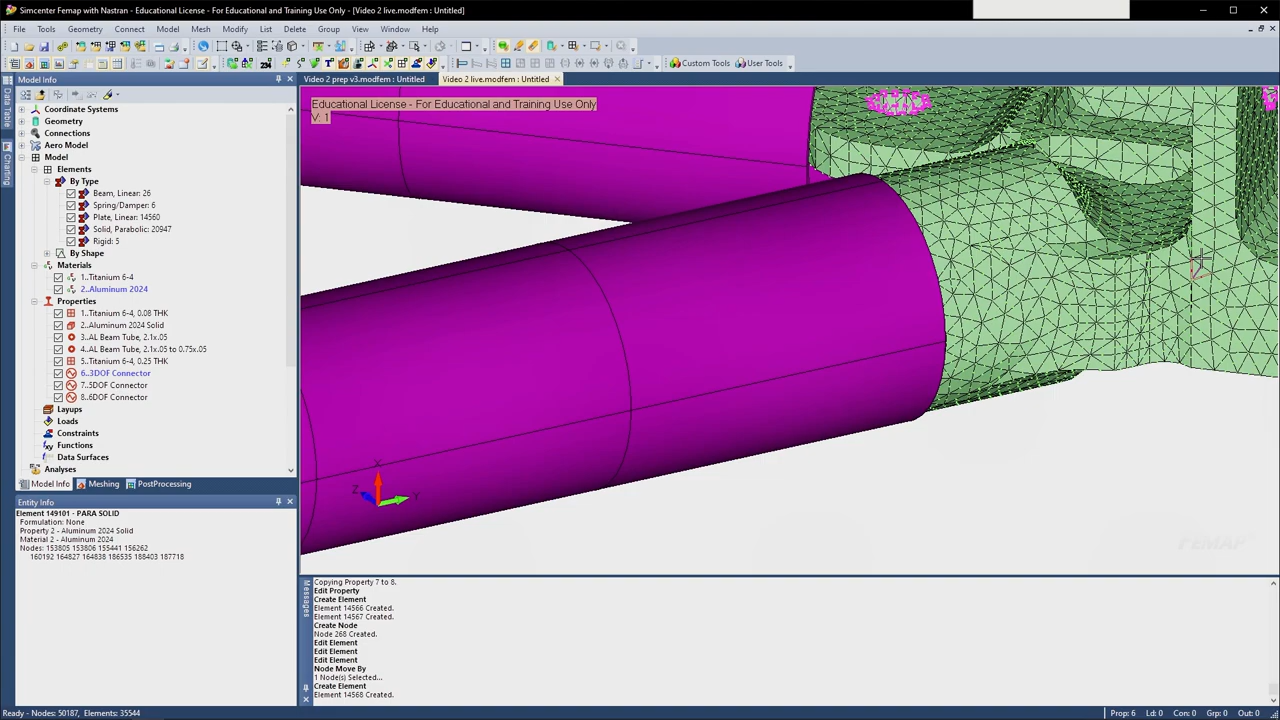 Simcenter Femap with Nastran - Educational License - For Educational and Training Use Only - [Video 2 live.modfem : Untitled]
File Tools Geometry Connect Model Mesh Modify List Delete Group View Window Help
Custom Tools User Tools
Model Info
Video 2 prep v3.modfem : Untitled Video 2 live.modfem : Untitled
Data Table
Charting
Educational License - For Educational and Training Use Only
V: 1
Coordinate Systems
Geometry
Connections
Aero Model
Model
Elements
By Type
Beam, Linear: 26
Spring/Damper: 6
Plate, Linear: 14560
Solid, Parabolic: 20947
Rigid: 5
By Shape
Materials
1..Titanium 6-4
2..Aluminum 2024
Properties
1..Titanium 6-4, 0.08 THK
2..Aluminum 2024 Solid
3..AL Beam Tube, 2.1x.05
4..AL Beam Tube, 2.1x.05 to 0.75x.05
5..Titanium 6-4, 0.25 THK
6..3DOF Connector
7..5DOF Connector
8..6DOF Connector
Layups
Loads
Constraints
Functions
Data Surfaces
Analyses
Model Info Meshing PostProcessing
X
Y
Z
FEMAP
Entity Info
Element 149101 - PARA SOLID
Formulation: None
Property 2 - Aluminum 2024 Solid
Material 2 - Aluminum 2024
Nodes: 153805 153806 155441 156262
160192 164827 164838 186535 188403 187718
Messages
Copying Property 7 to 8.
Edit Property
Create Element
Element 14566 Created.
Element 14567 Created.
Create Node
Node 268 Created.
Edit Element
Edit Element
Edit Element
Node Move By
1 Node(s) Selected...
Create Element
Element 14568 Created.
Ready - Nodes: 50187, Elements: 35544
Prop: 6 Ld: 0 Con: 0 Grp: 0 Out: 0